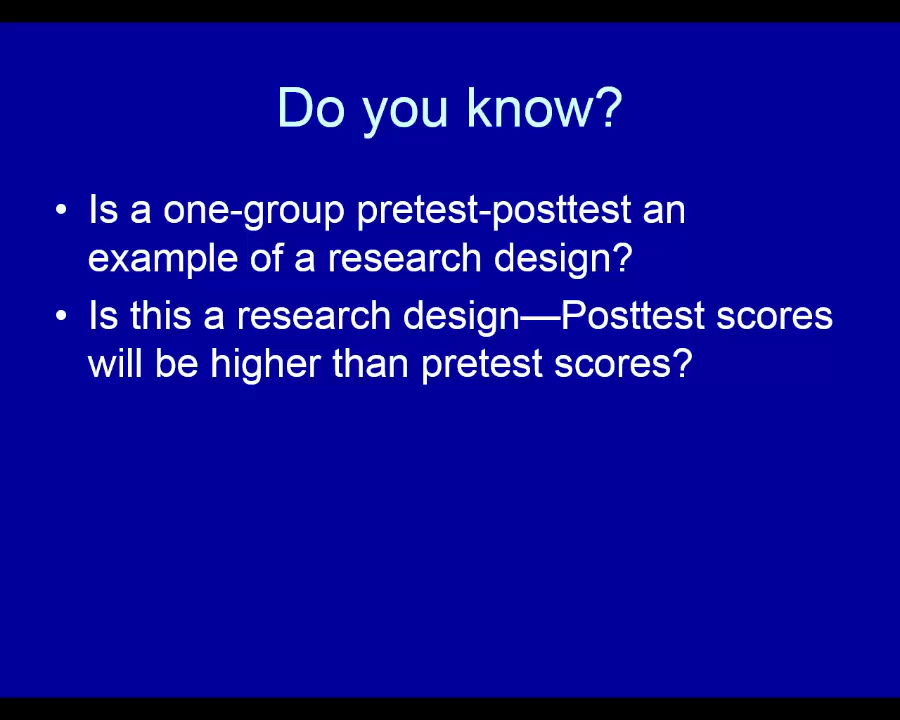 Do you know?
• Is a one-group pretest-posttest an
example of a research design?
• Is this a research design—Posttest scores
will be higher than pretest scores?